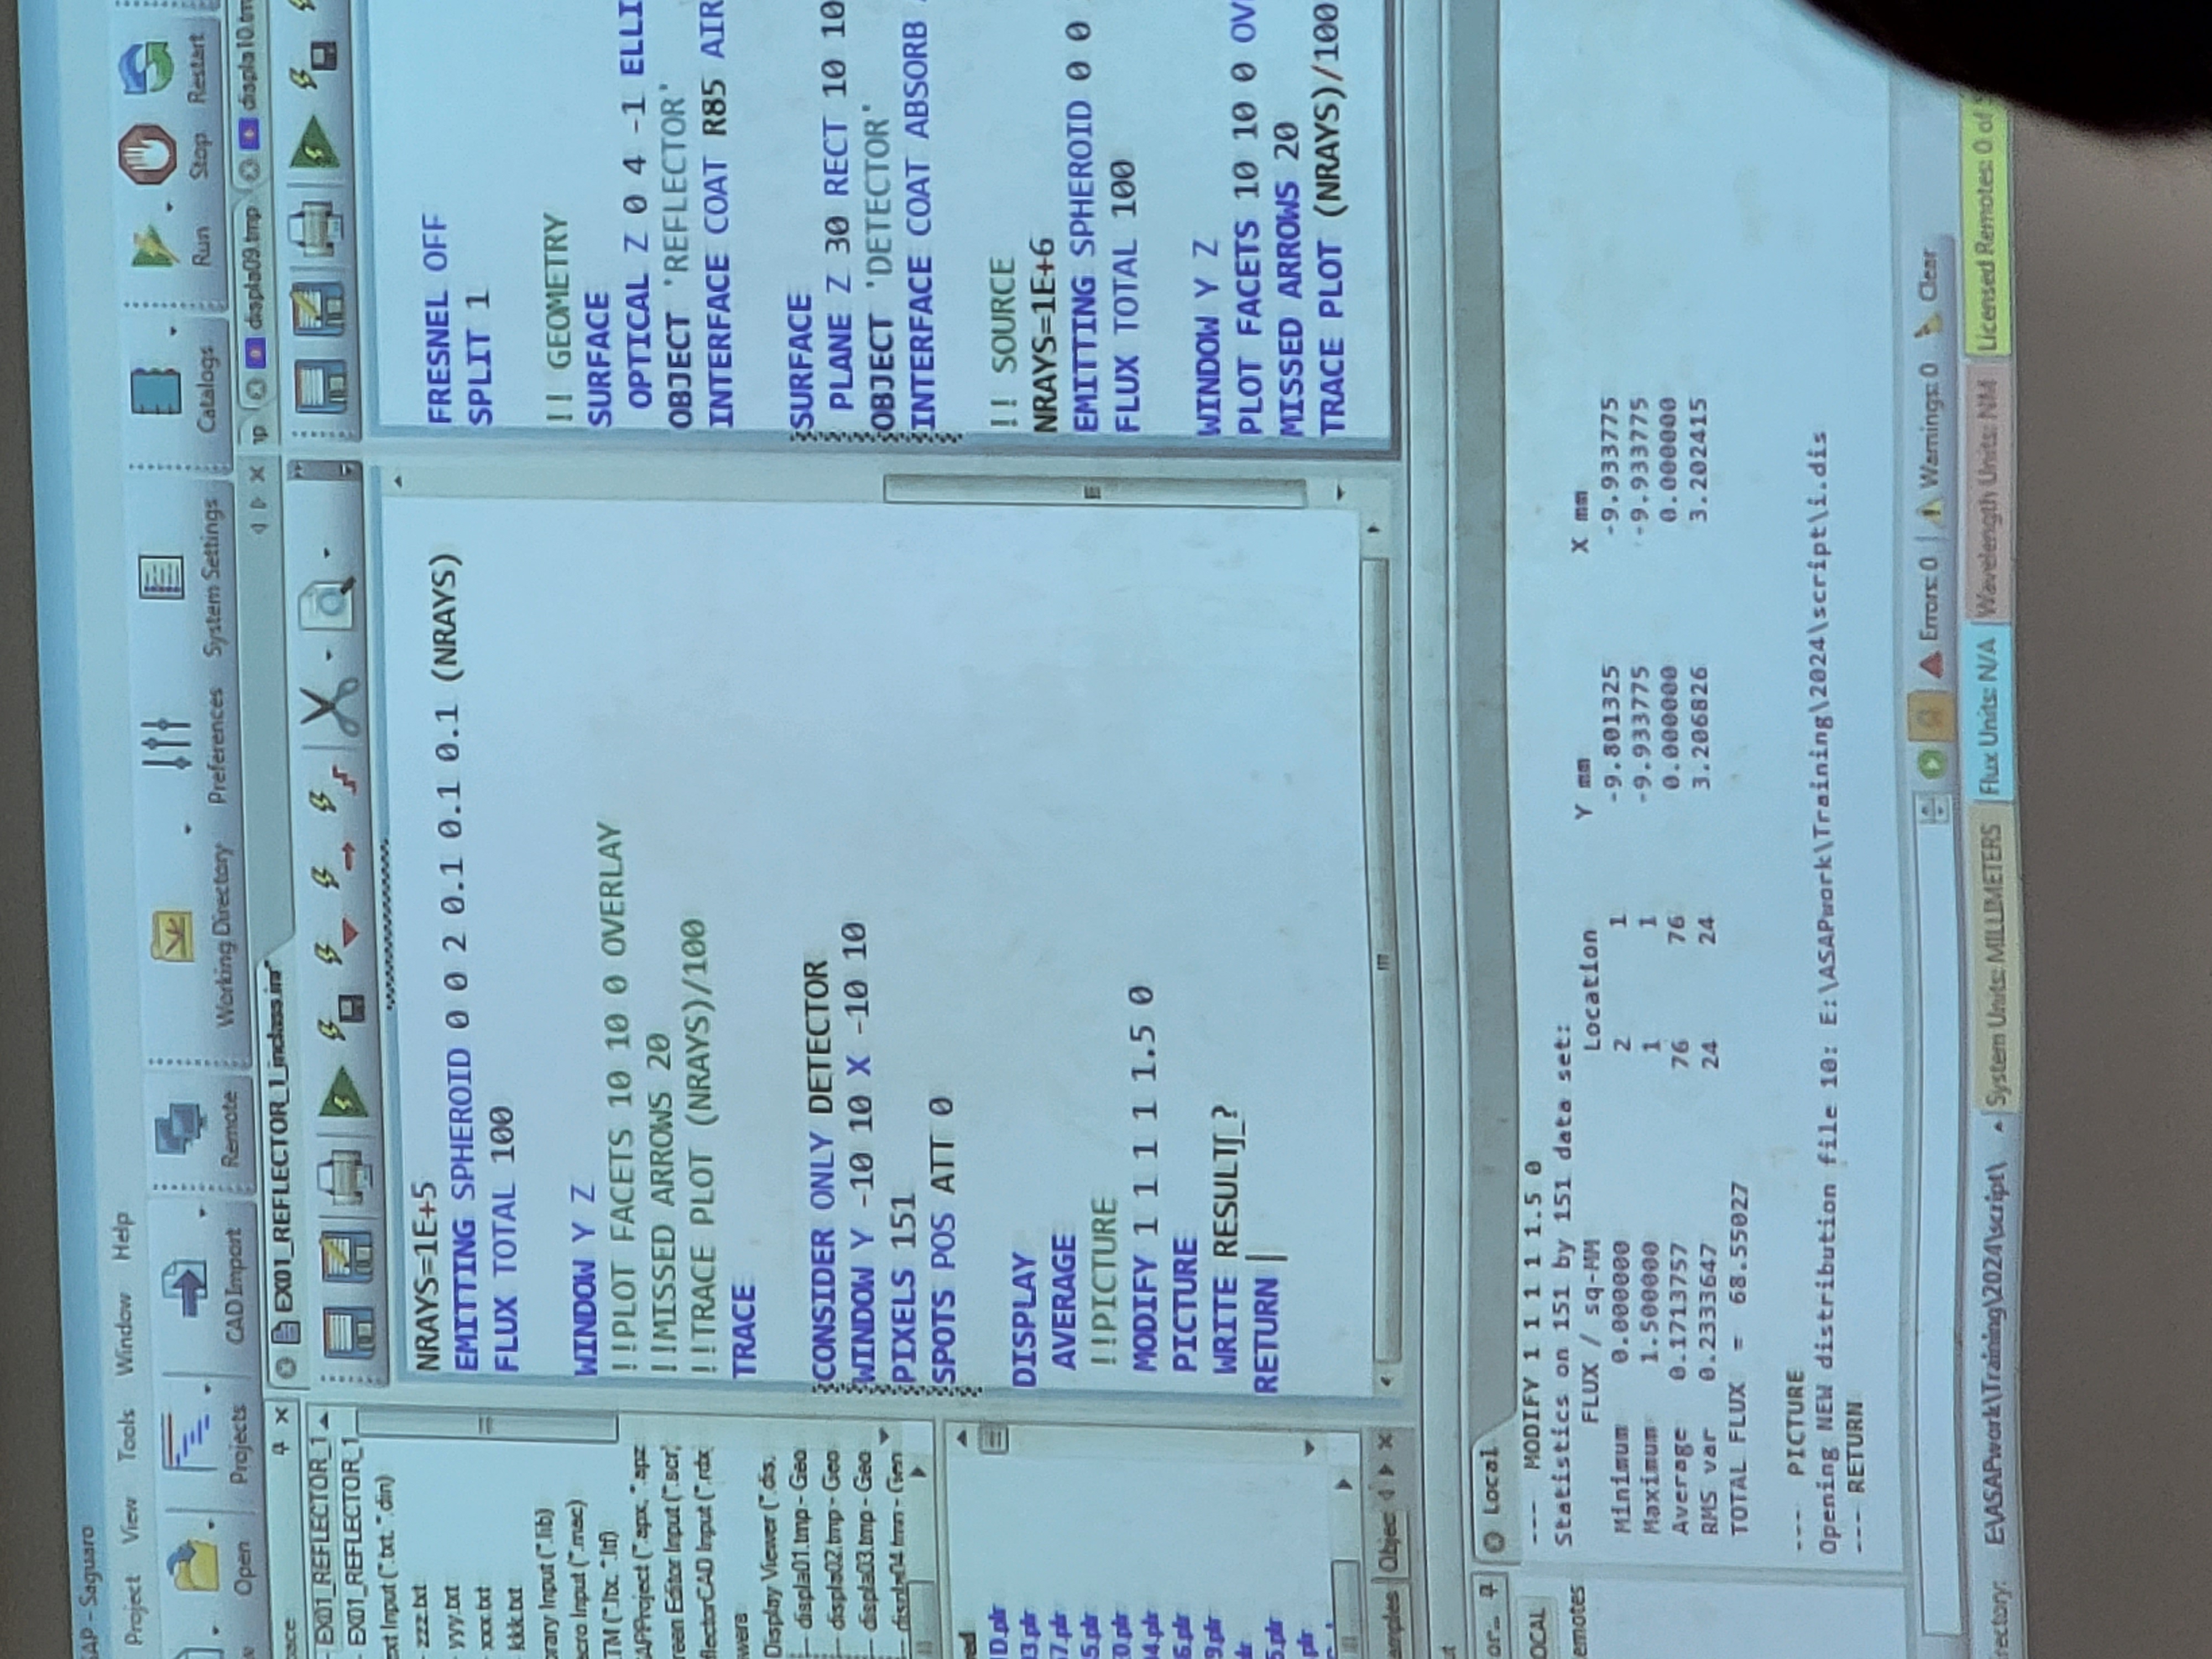 SAP - Saguaro
Project View Tools Window Help
Open Projects CAD Import Remote Working Directory Preferences System Settings Catalogs Run Stop Restart
EX01_REFLECTOR_1_inclass.inr*
displa09.tmp displa10.tm
EX01_REFLECTOR_1
EX01_REFLECTOR_1
ext Input (*.txt, *.din)
zzz.txt
yyy.txt
xxx.txt
kkk.txt
orary Input (*.lib)
acro Input (*.mac)
TM (*.ltx, *.ltf)
APProject (*.apx, *.apz
reen Editor Input (*.scr,
flectorCAD Input (*.rdx
wers
Display Viewer (*.dis,
displa01.tmp - Geo
displa02.tmp - Geo
displa03.tmp - Geo
displa04.tmp - Gen
D.plr
3.plr
7.plr
5.plr
0.plr
4.plr
6.plr
9.plr
5.plr
.plr
amples Objec
NRAYS=1E+5
EMITTING SPHEROID 0 0 2 0.1 0.1 0.1 (NRAYS)
FLUX TOTAL 100
WINDOW Y Z
!!PLOT FACETS 10 10 0 OVERLAY
!!MISSED ARROWS 20
!!TRACE PLOT (NRAYS)/100
TRACE
CONSIDER ONLY DETECTOR
WINDOW Y -10 10 X -10 10
PIXELS 151
SPOTS POS ATT 0
DISPLAY
AVERAGE
!!PICTURE
MODIFY 1 1 1 1 1.5 0
PICTURE
WRITE RESULT_?
RETURN
FRESNEL OFF
SPLIT 1
!! GEOMETRY
SURFACE
OPTICAL Z 0 4 -1 ELLI
OBJECT 'REFLECTOR'
INTERFACE COAT R85 AIR
SURFACE
PLANE Z 30 RECT 10 10
OBJECT 'DETECTOR'
INTERFACE COAT ABSORB
!! SOURCE
NRAYS=1E+6
EMITTING SPHEROID 0 0
FLUX TOTAL 100
WINDOW Y Z
PLOT FACETS 10 10 0 OV
MISSED ARROWS 20
TRACE PLOT (NRAYS)/100
Local
OCAL
emotes
--- MODIFY 1 1 1 1 1.5 0
Statistics on 151 by 151 data set:
FLUX / sq-MM Location Y mm X mm
Minimum 0.000000 2 1 -9.801325 -9.933775
Maximum 1.500000 1 1 -9.933775 -9.933775
Average 0.1713757 76 76 0.000000 0.000000
RMS var 0.2333647 24 24 3.206826 3.202415
TOTAL FLUX = 68.55027
--- PICTURE
Opening NEW distribution file 10: E:\ASAPwork\Training\2024\script\i.dis
--- RETURN
Errors: 0 Warnings: 0 Clear
rectory: E:\ASAPwork\Training\2024\script\ System Units: MILLIMETERS Flux Units: N/A Wavelength Units: NM Licensed Remotes: 0 of